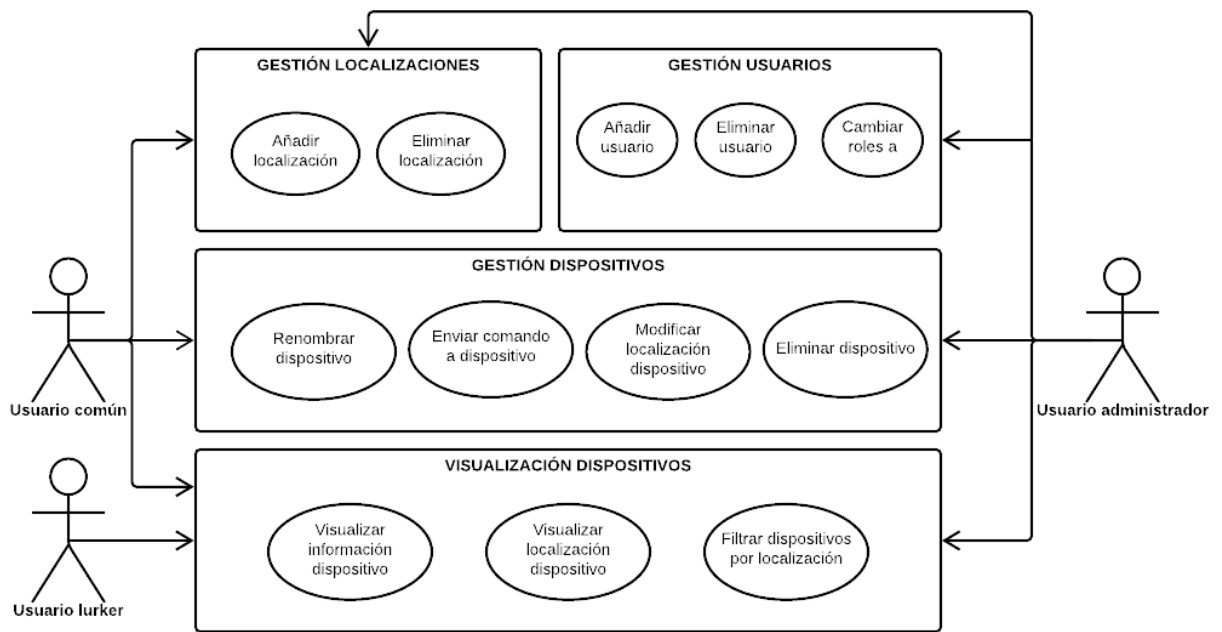 GESTIÓN LOCALIZACIONES
Añadir
localización
Eliminar
localización
GESTIÓN USUARIOS
Añadir
usuario
Eliminar
usuario
Cambiar
roles a
GESTIÓN DISPOSITIVOS
Renombrar
dispositivo
Enviar comando
a dispositivo
Modificar
localización
dispositivo
Eliminar dispositivo
Usuario común
Usuario administrador
VISUALIZACIÓN DISPOSITIVOS
Visualizar
información
dispositivo
Visualizar
localización
dispositivo
Filtrar dispositivos
por localización
Usuario lurker